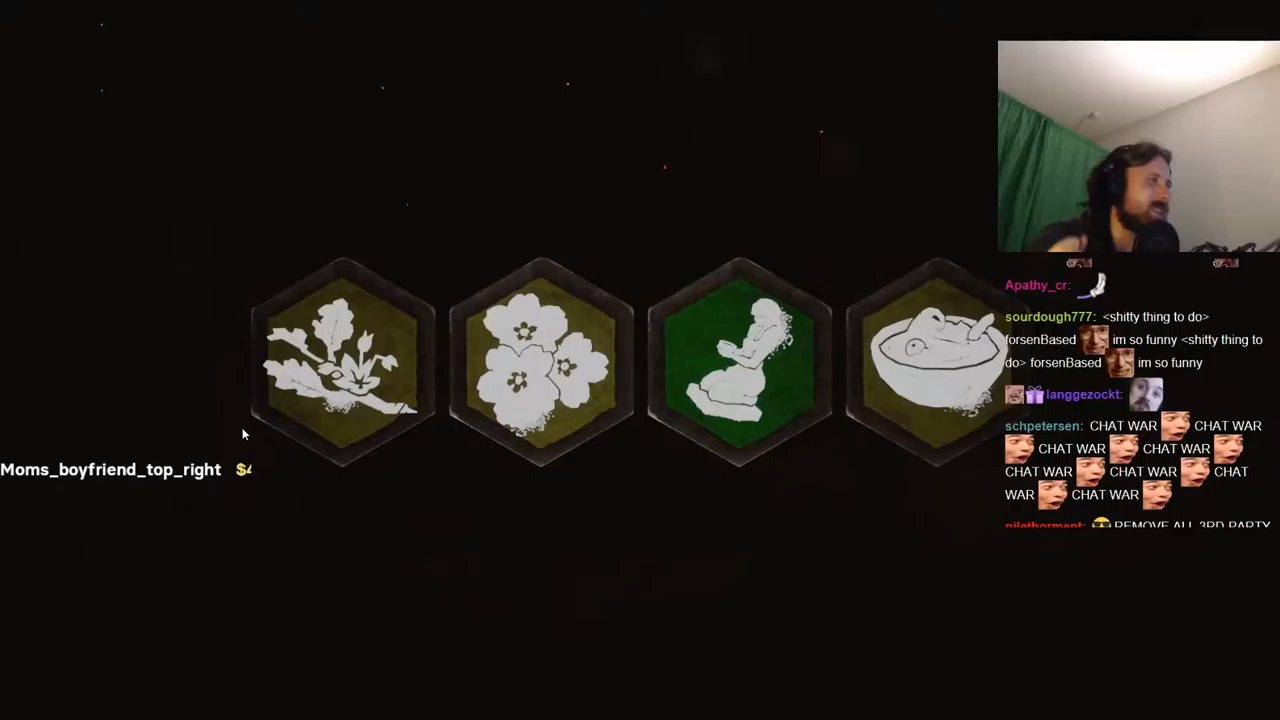 Apathy_cr:
sourdough777: <shitty thing to do>
forsenBased im so funny <shitty thing to
do> forsenBased im so funny
langgezockt:
schpetersen: CHAT WAR CHAT WAR
CHAT WAR CHAT WAR
CHAT WAR CHAT
WAR CHAT WAR
Moms_boyfriend_top_right $4
pilethorment: REMOVE ALL 3RD PARTY